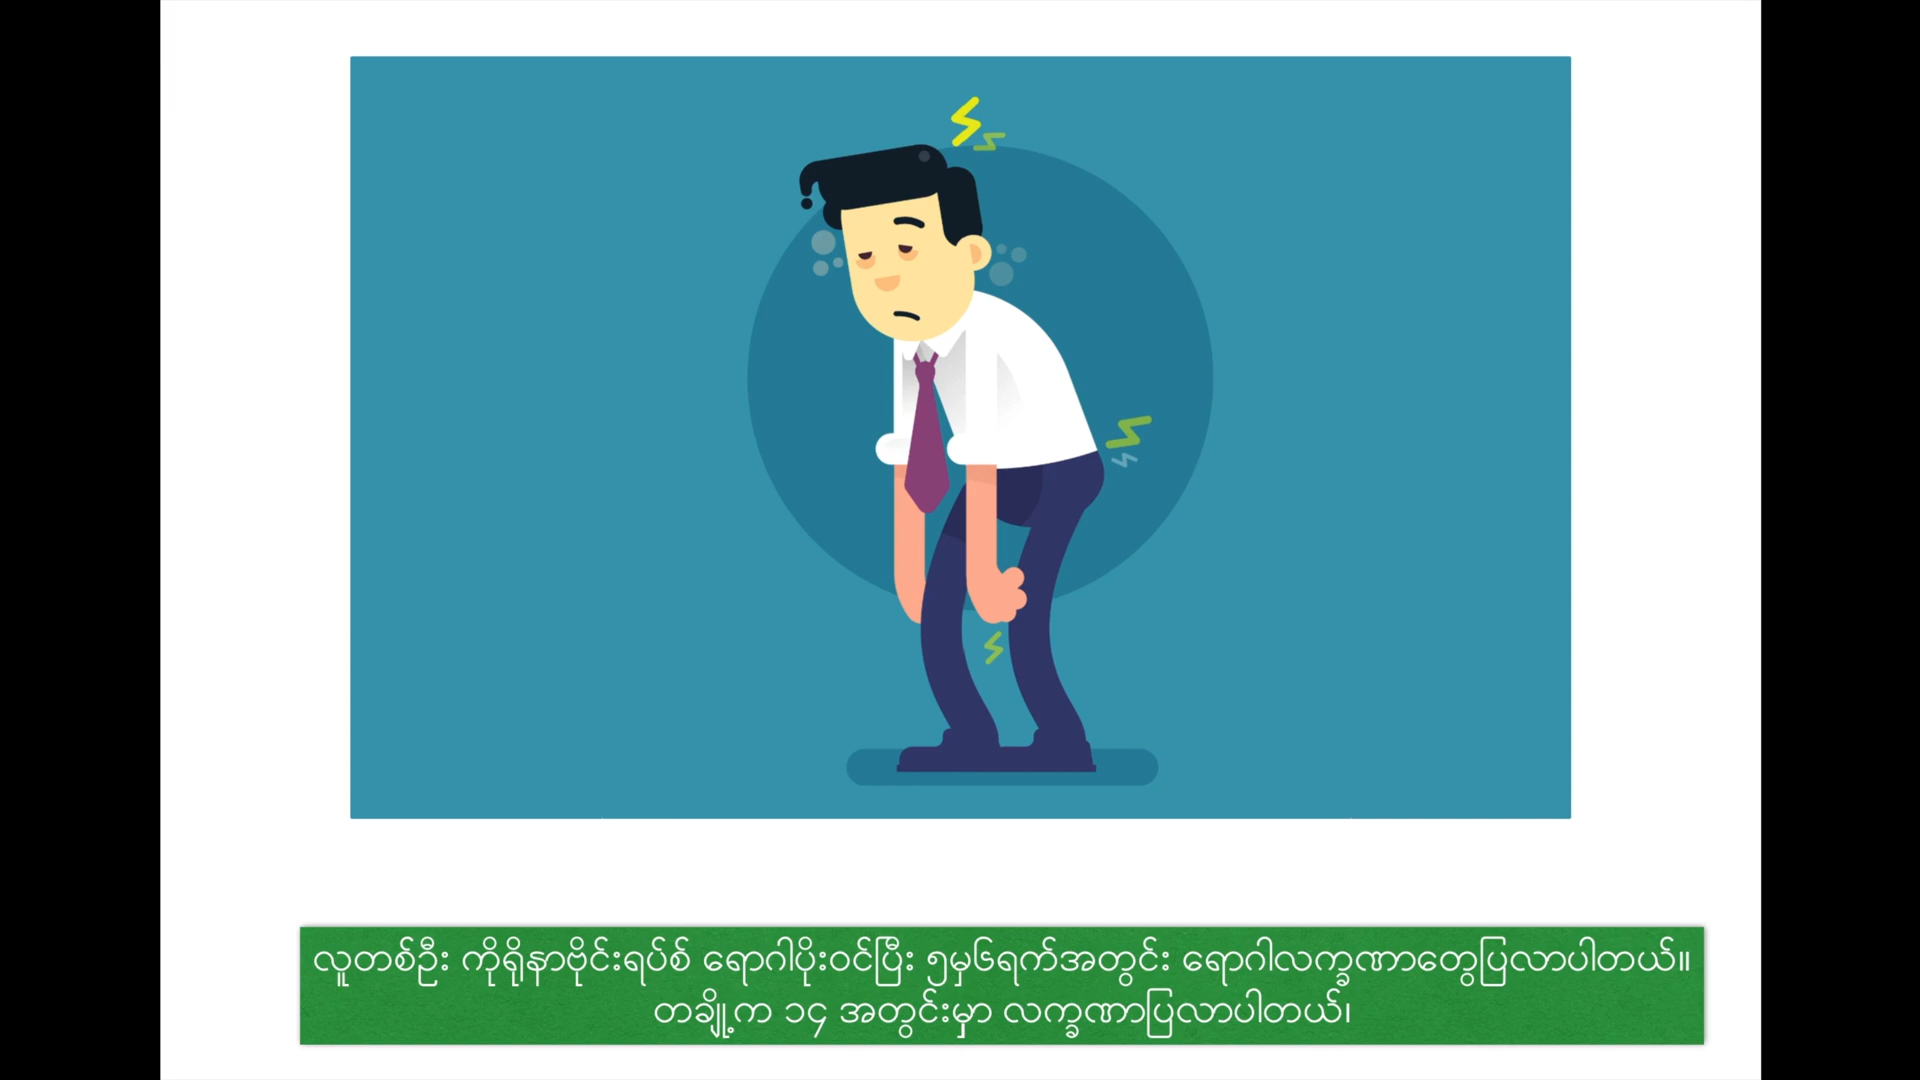 လူတစ်ဦး ကိုရိုနာဗိုင်းရပ်စ် ရောဂါပိုးဝင်ပြီး ၅မှ၆ရက်အတွင်း ရောဂါလက္ခဏာတွေပြလာပါတယ်။
တချို့က ၁၄ အတွင်းမှာ လက္ခဏာပြလာပါတယ်၊